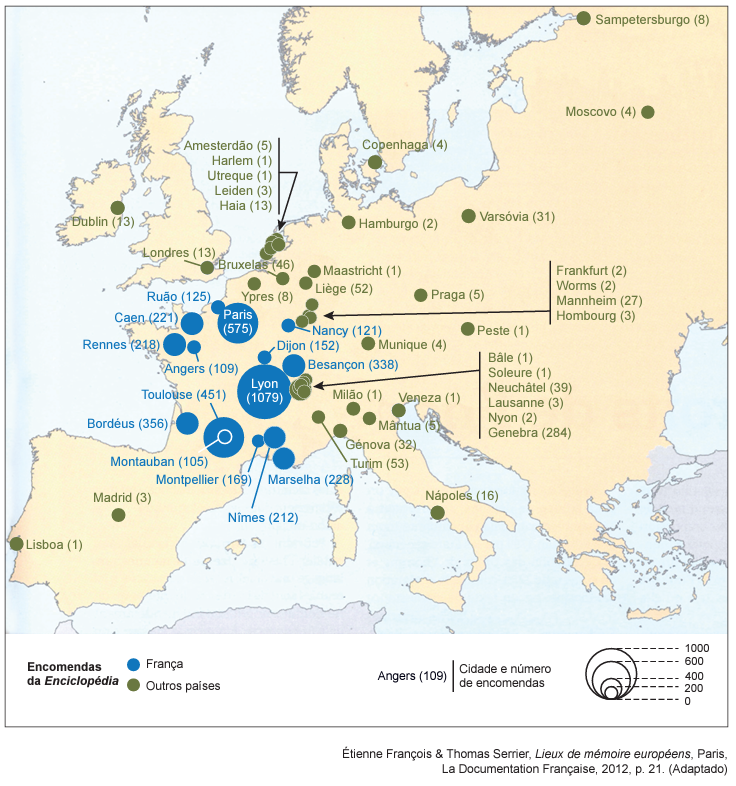 Sampetersburgo (8)
Moscovo (4)
Amesterdão (5)
Harlem (1)
Utreque (1)
Leiden (3)
Haia (13)
Copenhaga (4)
Dublin (13)
Hamburgo (2)
Varsóvia (31)
Londres (13)
Bruxelas (46)
Maastricht (1)
Ypres (8)
Liège (52)
Praga (5)
Frankfurt (2)
Worms (2)
Mannheim (27)
Hombourg (3)
Ruão (125)
Caen (221)
Paris
(575)
Nancy (121)
Peste (1)
Rennes (218)
Angers (109)
Dijon (152)
Munique (4)
Besançon (338)
Bâle (1)
Soleure (1)
Neuchâtel (39)
Lausanne (3)
Nyon (2)
Genebra (284)
Toulouse (451)
Lyon
(1079)
Milão (1)
Veneza (1)
Bordéus (356)
Mântua (5)
Génova (32)
Turim (53)
Montauban (105)
Montpellier (169)
Marselha (228)
Nîmes (212)
Madrid (3)
Nápoles (16)
Lisboa (1)
Encomendas
da Enciclopédia
França
Outros países
Angers (109)
Cidade e número
de encomendas
1000
600
400
200
0
Étienne François & Thomas Serrier, Lieux de mémoire européens, Paris,
La Documentation Française, 2012, p. 21. (Adaptado)